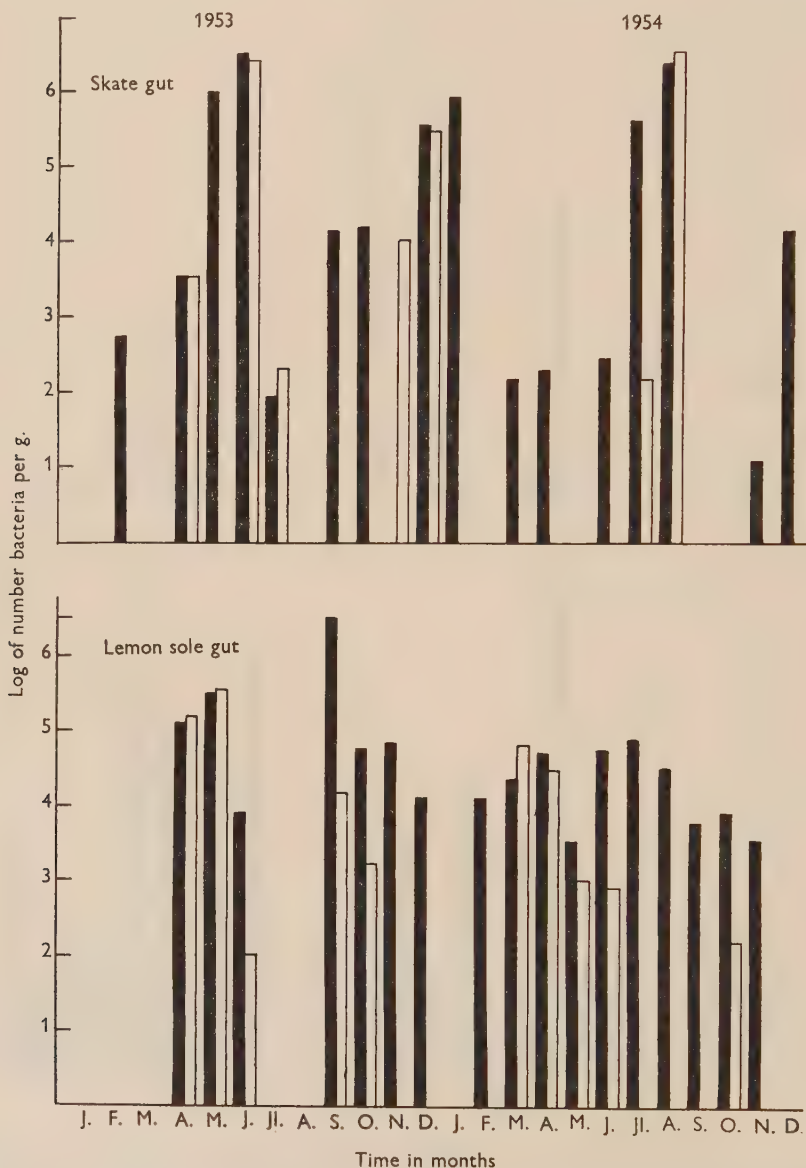 1953 1954
Skate gut
6
5
4
3
2
1
Log of number bacteria per g.
Lemon sole gut
6
5
4
3
2
1
J. F. M. A. M. J. Jl. A. S. O. N. D. J. F. M. A. M. J. Jl. A. S. O. N. D.
Time in months